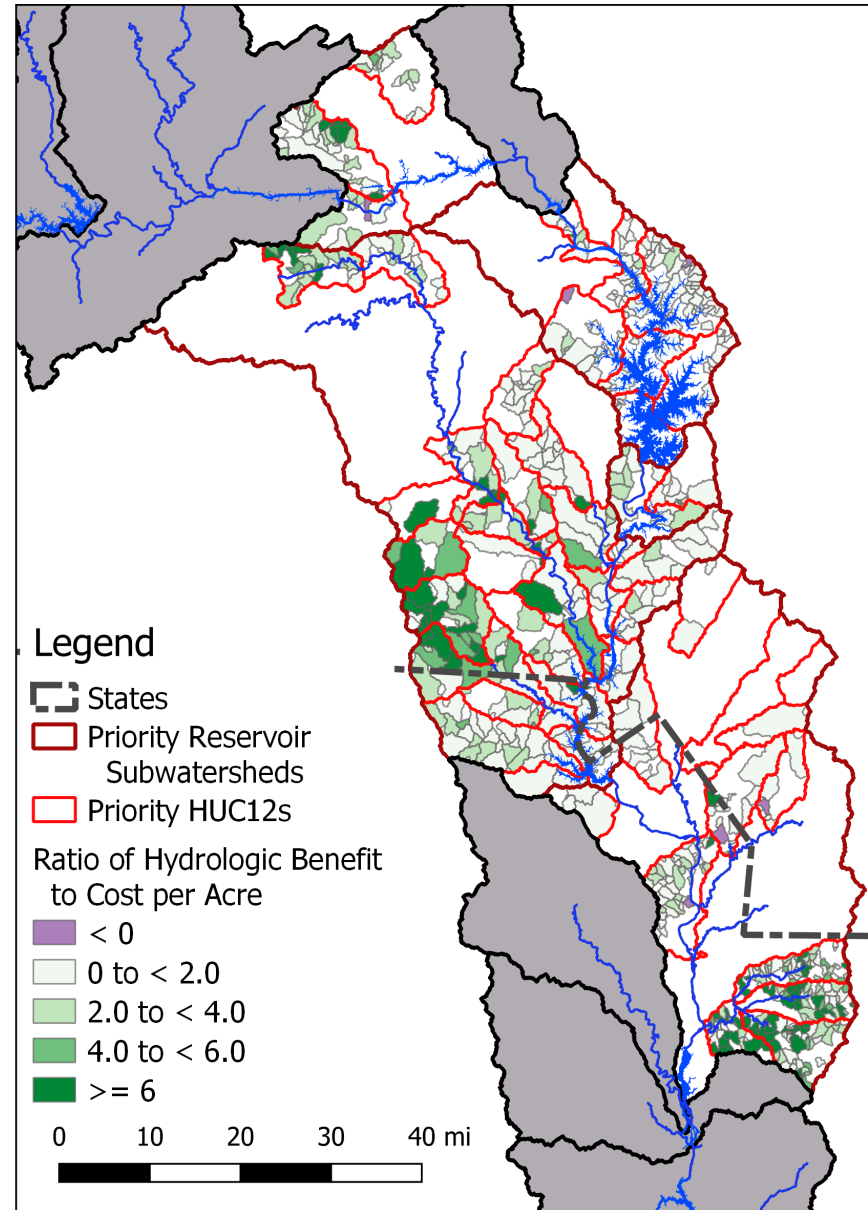 Legend
States
Priority Reservoir
Subwatersheds
Priority HUC12s
Ratio of Hydrologic Benefit
to Cost per Acre
< 0
0 to < 2.0
2.0 to < 4.0
4.0 to < 6.0
>= 6
0 10 20 30 40 mi